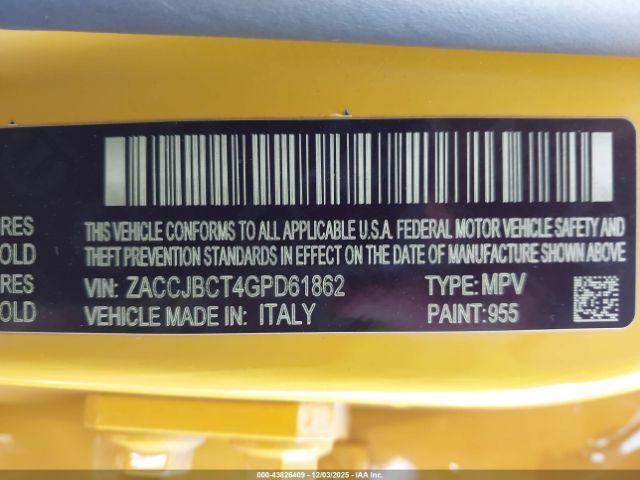 RES THIS VEHICLE CONFORMS TO ALL APPLICABLE U.S.A. FEDERAL MOTOR VEHICLE SAFETY AND
OLD THEFT PREVENTION STANDARDS IN EFFECT ON THE DATE OF MANUFACTURE SHOWN ABOVE
RES VIN: ZACCJBCT4GPD61862 TYPE: MPV
OLD VEHICLE MADE IN: ITALY PAINT:955
000-43826409 - 12/03/2025 - IAAI, Inc.